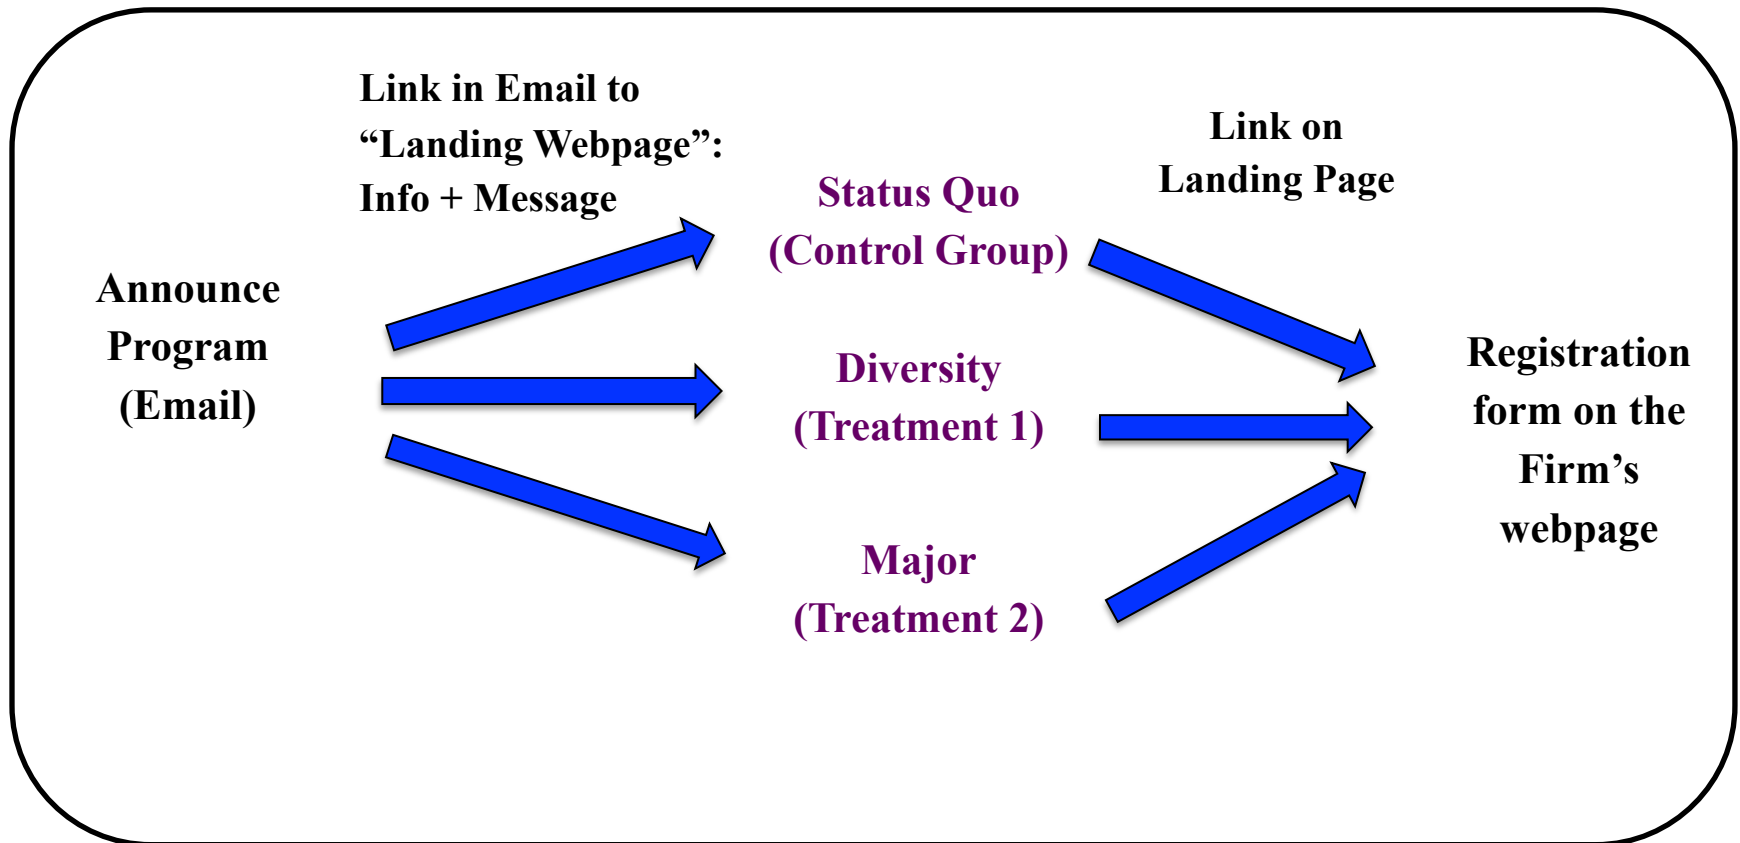 Announce
Program
(Email)
Link in Email to
“Landing Webpage”:
Info + Message
Status Quo
(Control Group)
Diversity
(Treatment 1)
Major
(Treatment 2)
Link on
Landing Page
Registration
form on the
Firm’s
webpage